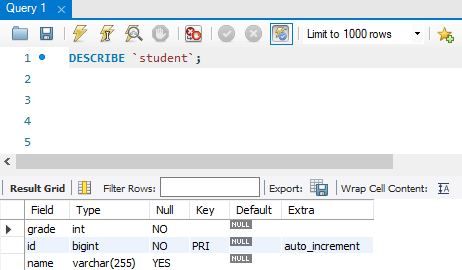 Query 1
Limit to 1000 rows
1 DESCRIBE `student`;
2
3
4
5
Result Grid Filter Rows: Export: Wrap Cell Content:
Field Type Null Key Default Extra
grade int NO NULL
id bigint NO PRI NULL auto_increment
name varchar(255) YES NULL